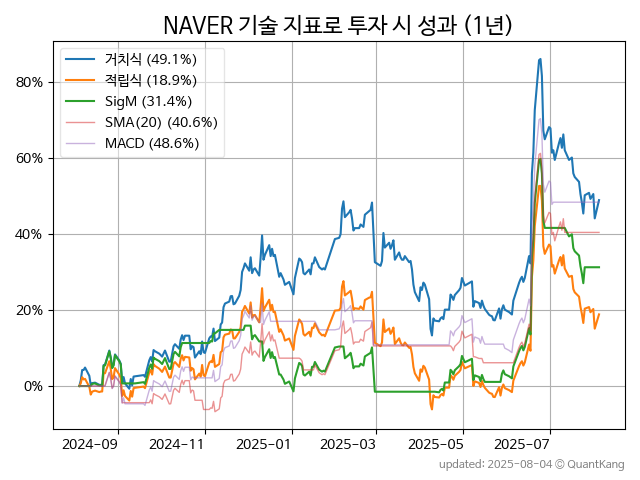 NAVER 기술 지표로 투자 시 성과 (1년)
거치식 (49.1%)
적립식 (18.9%)
SigM (31.4%)
SMA(20) (40.6%)
MACD (48.6%)
80%
60%
40%
20%
0%
2024-09 2024-11 2025-01 2025-03 2025-05 2025-07
updated: 2025-08-04 © QuantKang